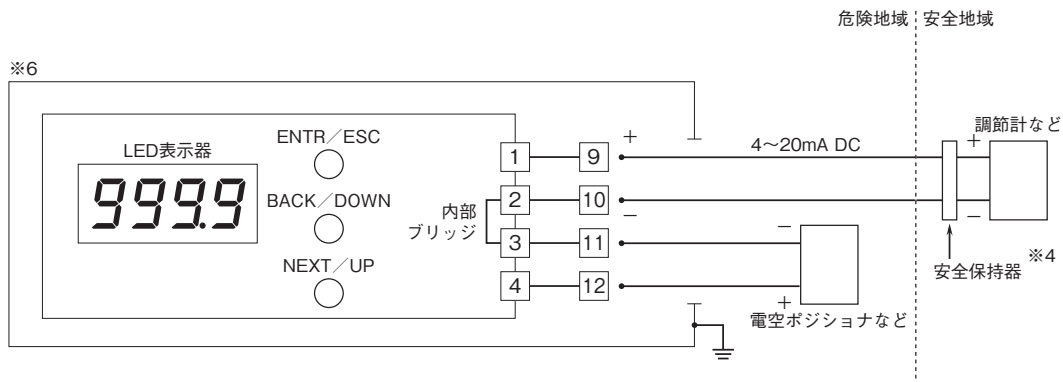 危険地域 安全地域
※6
ENTR／ESC
LED表示器
999.9
BACK／DOWN
NEXT／UP
内部
ブリッジ
1 9
2 10
3 11
4 12
+
4～20mA DC
−
−
+
電空ポジショナなど
調節計など
+
−
※4
安全保持器